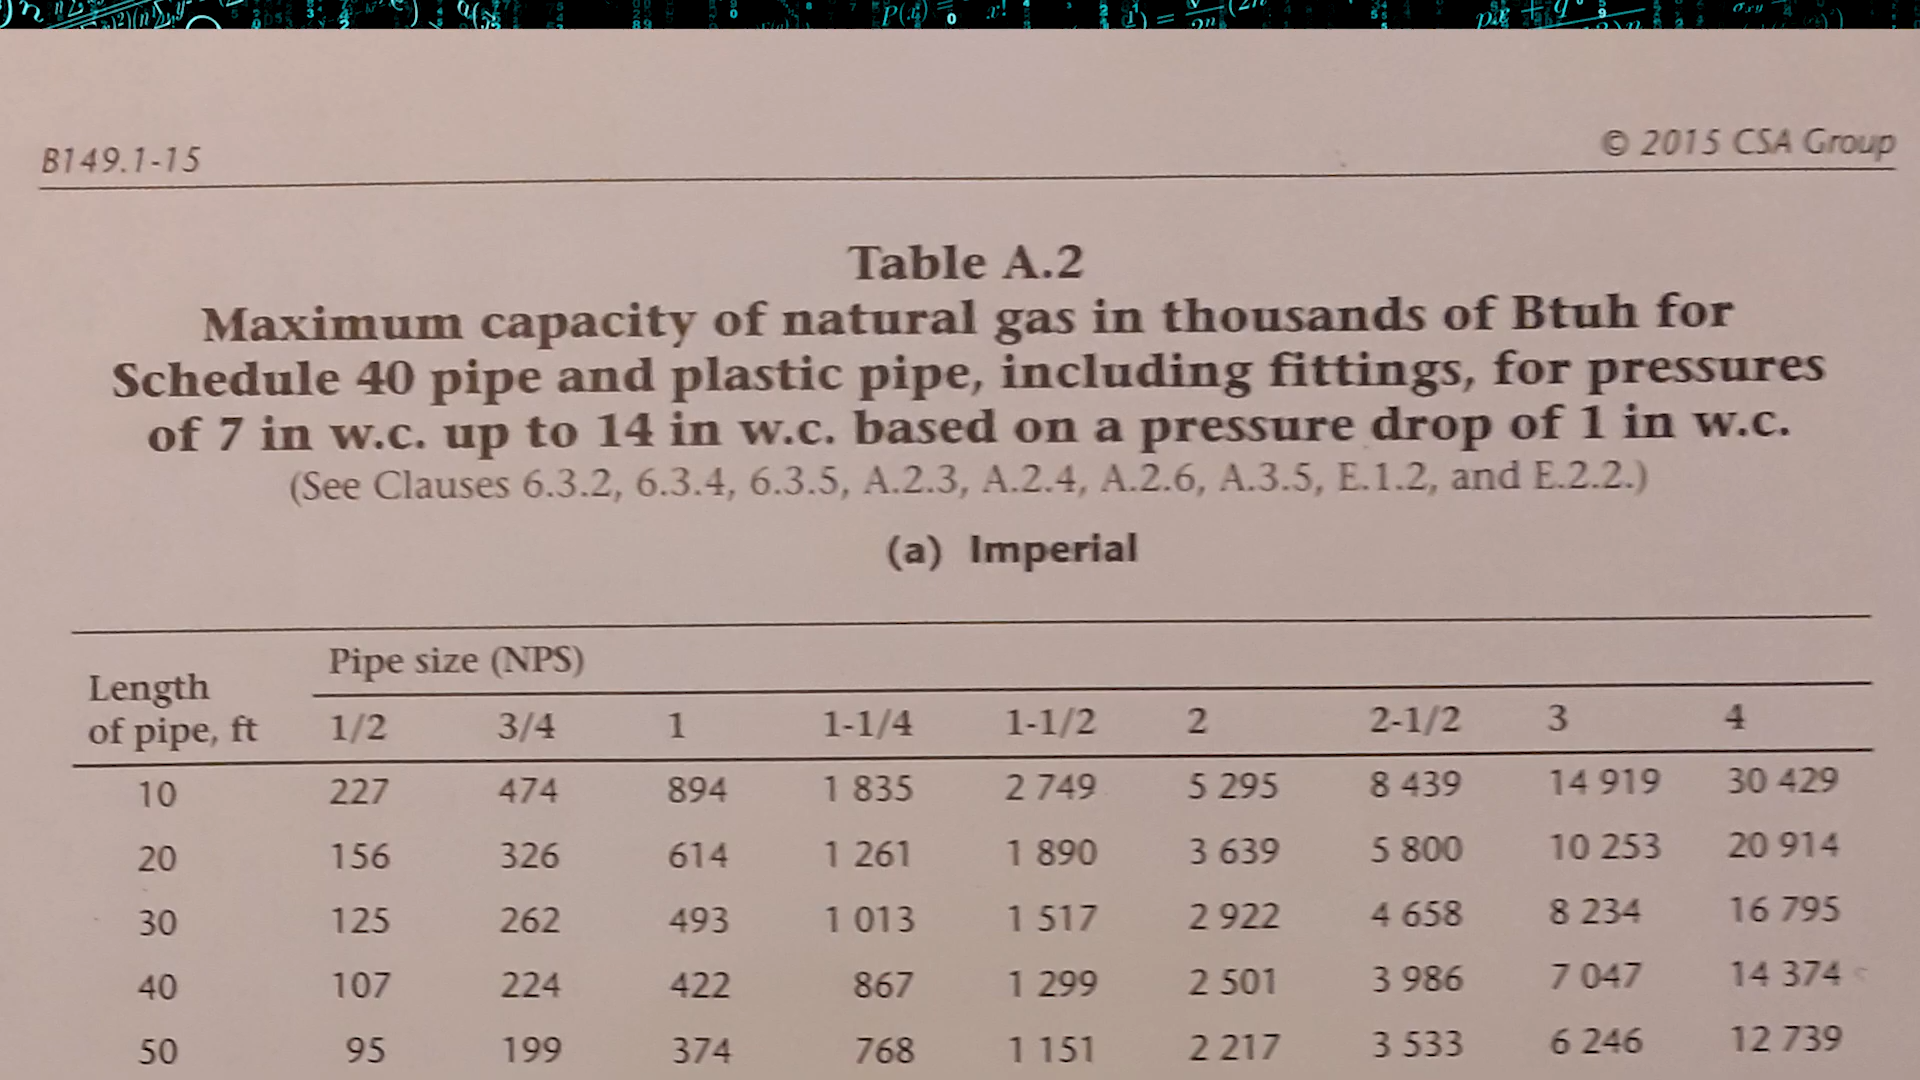 B149.1-15
© 2015 CSA Group
Table A.2
Maximum capacity of natural gas in thousands of Btuh for
Schedule 40 pipe and plastic pipe, including fittings, for pressures
of 7 in w.c. up to 14 in w.c. based on a pressure drop of 1 in w.c.
(See Clauses 6.3.2, 6.3.4, 6.3.5, A.2.3, A.2.4, A.2.6, A.3.5, E.1.2, and E.2.2.)
(a) Imperial
Pipe size (NPS)
Length
of pipe, ft 1/2 3/4 1 1-1/4 1-1/2 2 2-1/2 3 4
10 227 474 894 1 835 2 749 5 295 8 439 14 919 30 429
20 156 326 614 1 261 1 890 3 639 5 800 10 253 20 914
30 125 262 493 1 013 1 517 2 922 4 658 8 234 16 795
40 107 224 422 867 1 299 2 501 3 986 7 047 14 374
50 95 199 374 768 1 151 2 217 3 533 6 246 12 739